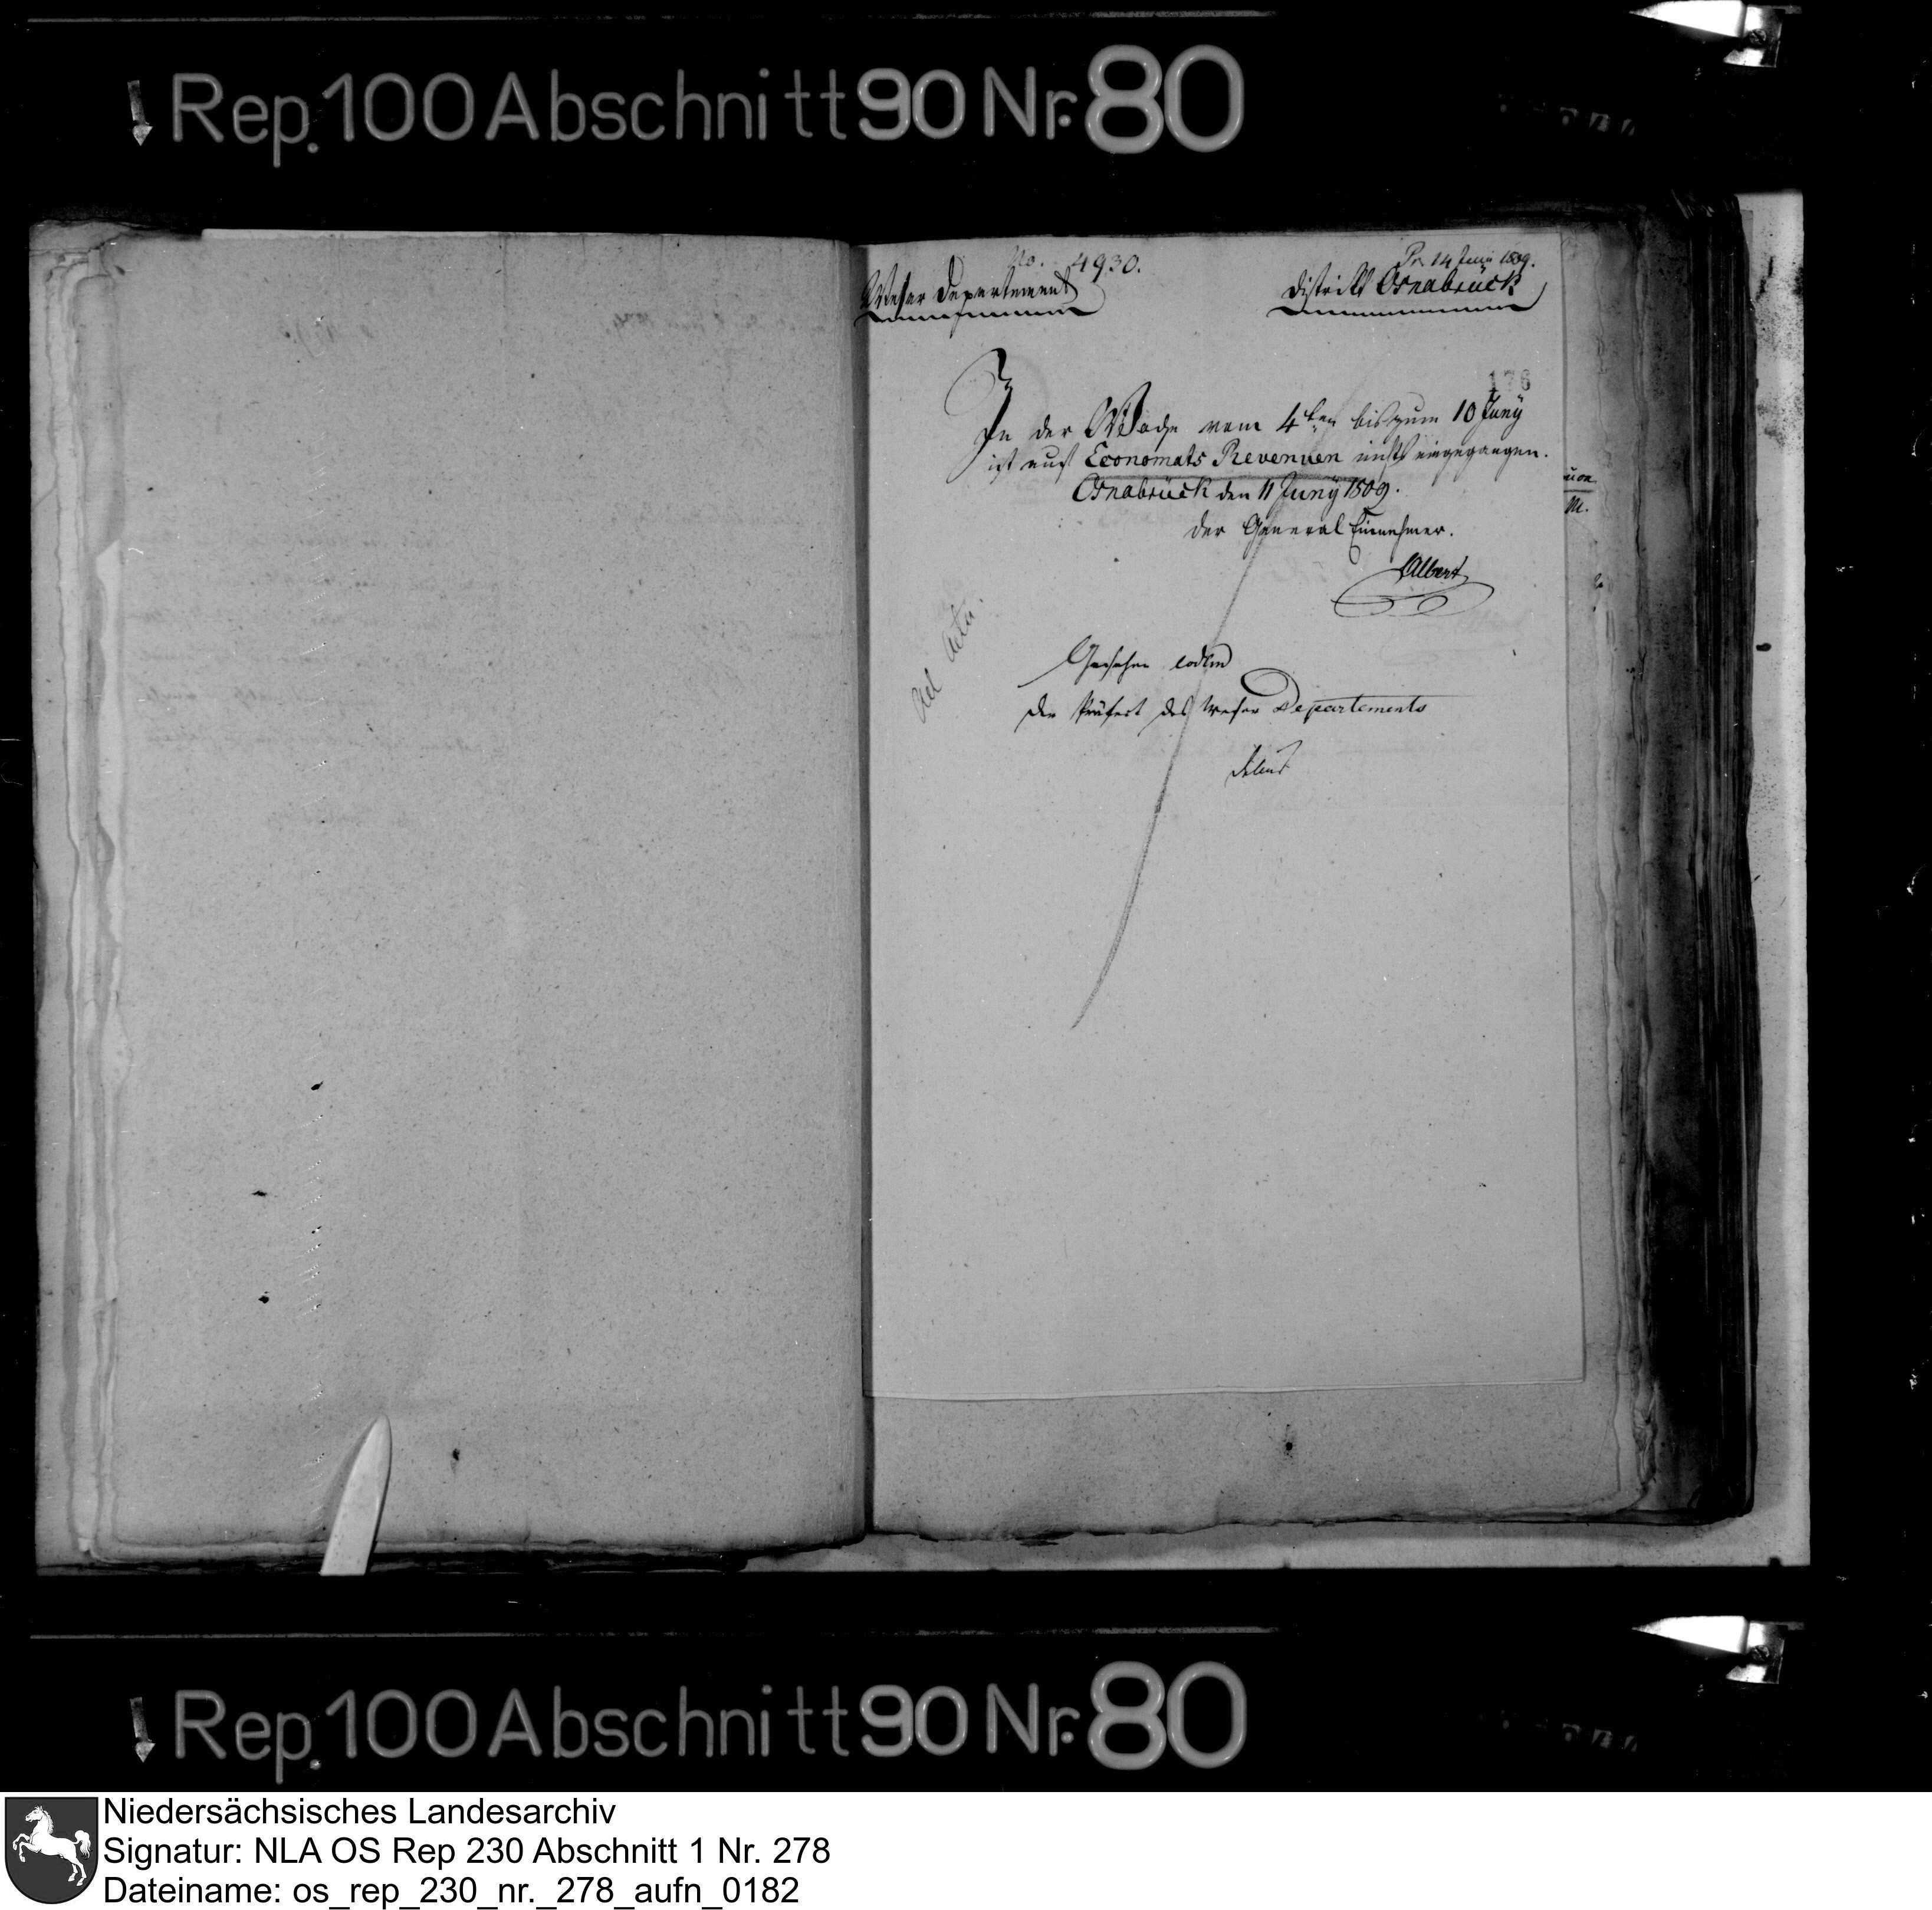 Rep. 100 Abschnitt 90 Nr. 80
No. 4930.
Pr. 14 Juni 1809.
Weser Departement
District Osnabrück
176
In der Woche vom 4ten bis zum 10 Juny
ist auf Economats Revenuen nichts eingegangen.
Osnabrück den 11 Juny 1809.
Der General Einnehmer.
Albert
Ad Acta.
Gesehen eodem
Der Präfect des Weser Departements
Delius
Rep. 100 Abschnitt 90 Nr. 80
Niedersächsisches Landesarchiv
Signatur: NLA OS Rep 230 Abschnitt 1 Nr. 278
Dateiname: os_rep_230_nr._278_aufn_0182